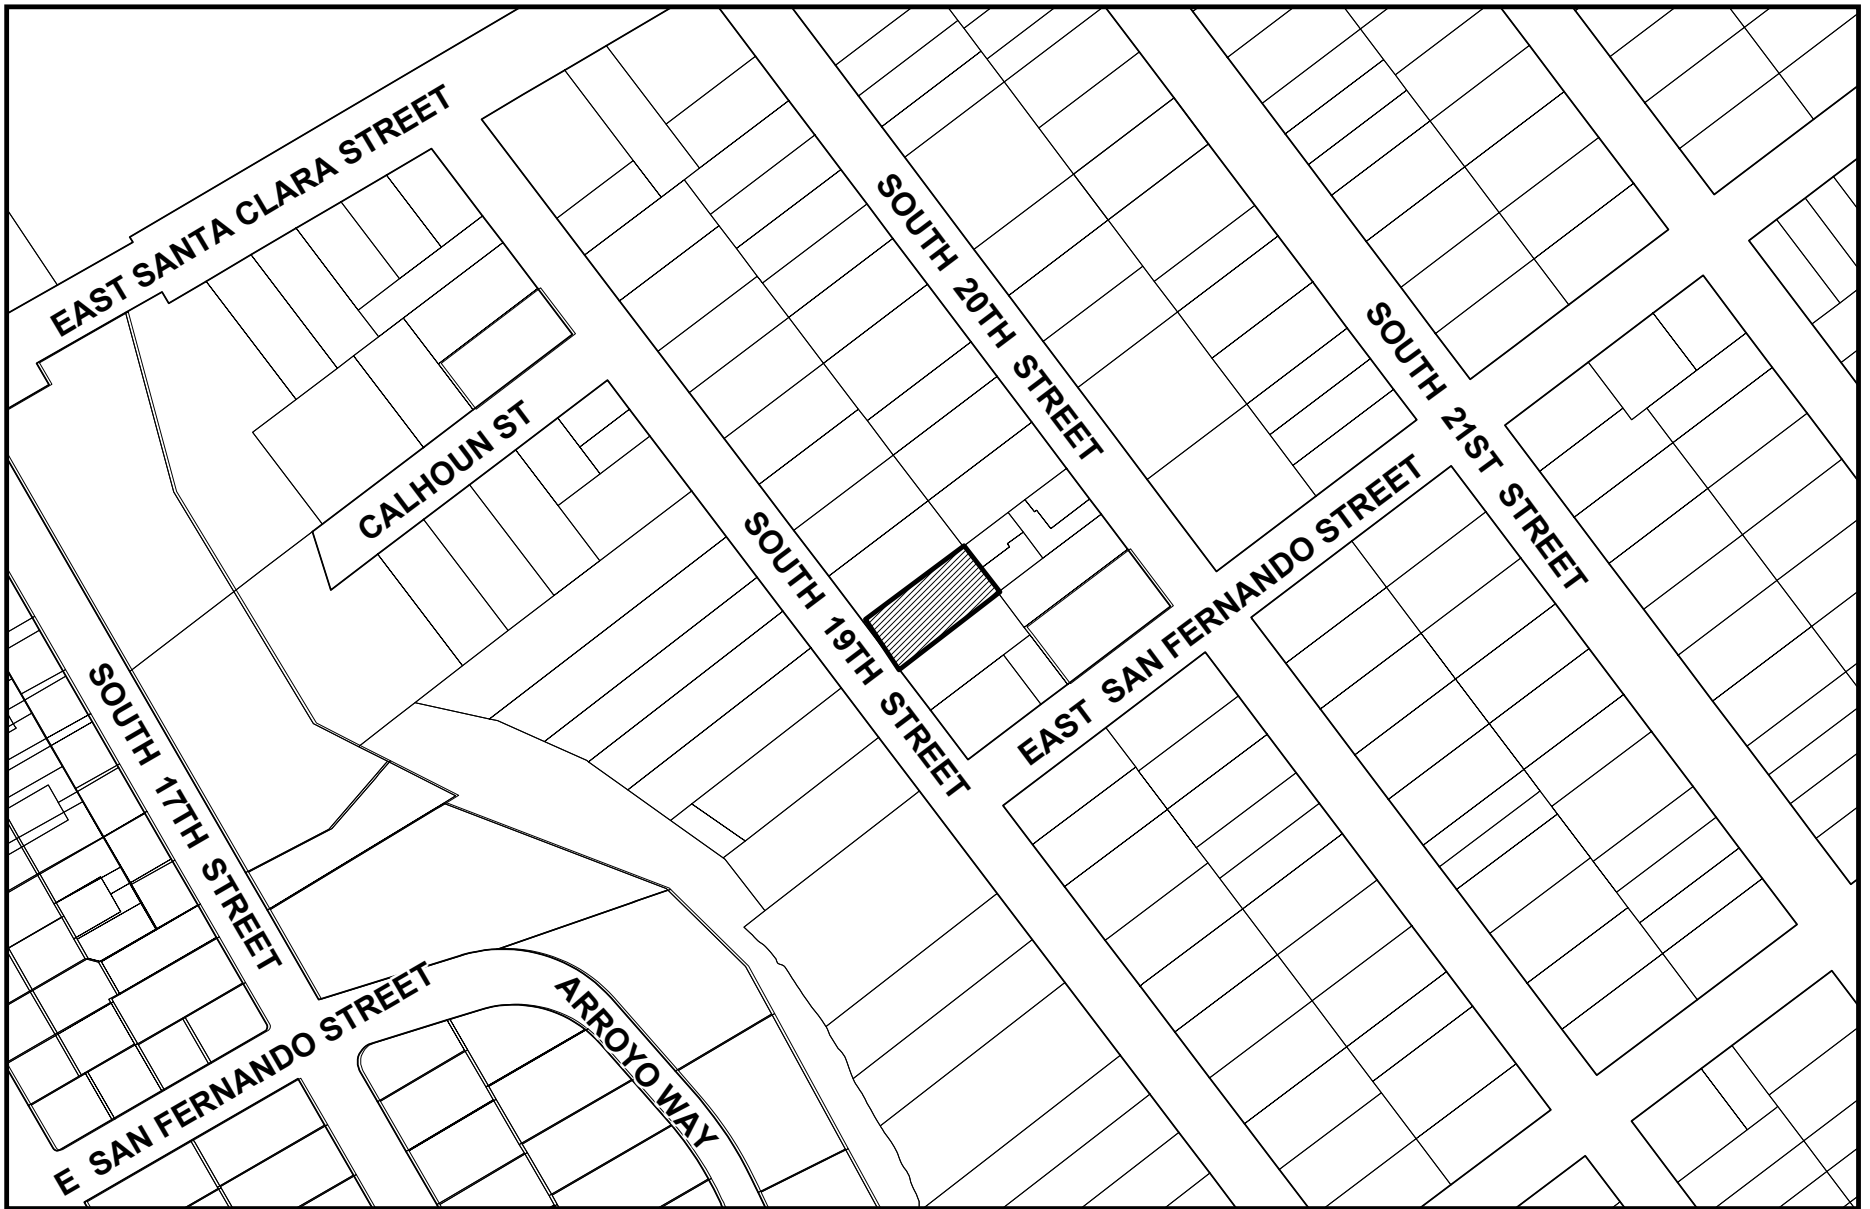 EAST SANTA CLARA STREET
SOUTH 20TH STREET
SOUTH 21ST STREET
CALHOUN ST
SOUTH 19TH STREET
EAST SAN FERNANDO STREET
SOUTH 17TH STREET
E SAN FERNANDO STREET
ARROYO WAY